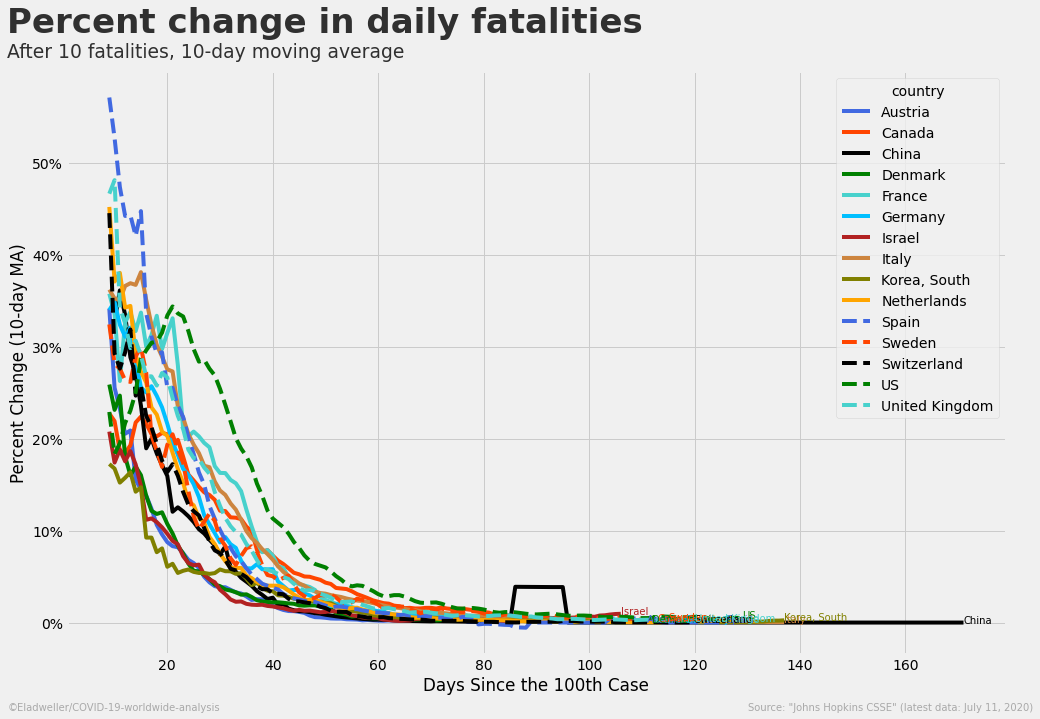 Percent change in daily fatalities
After 10 fatalities, 10-day moving average
country
Austria
Canada
China
Denmark
France
Germany
Israel
Italy
Korea, South
Netherlands
Spain
Sweden
Switzerland
US
United Kingdom
Percent Change (10-day MA)
50%
40%
30%
20%
10%
0%
Israel
US
Switzerland
Korea, South
China
20 40 60 80 100 120 140 160
Days Since the 100th Case
©Eladweller/COVID-19-worldwide-analysis
Source: "Johns Hopkins CSSE" (latest data: July 11, 2020)